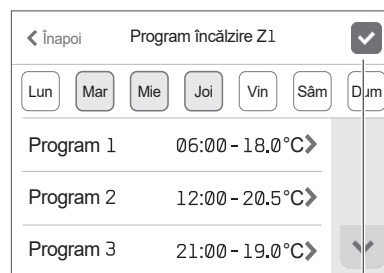 Înapoi Program încălzire Z1
Lun Mar Mie Joi Vin Sâm Dum
Program 1 06:00 - 18.0°C
Program 2 12:00 - 20.5°C
Program 3 21:00 - 19.0°C